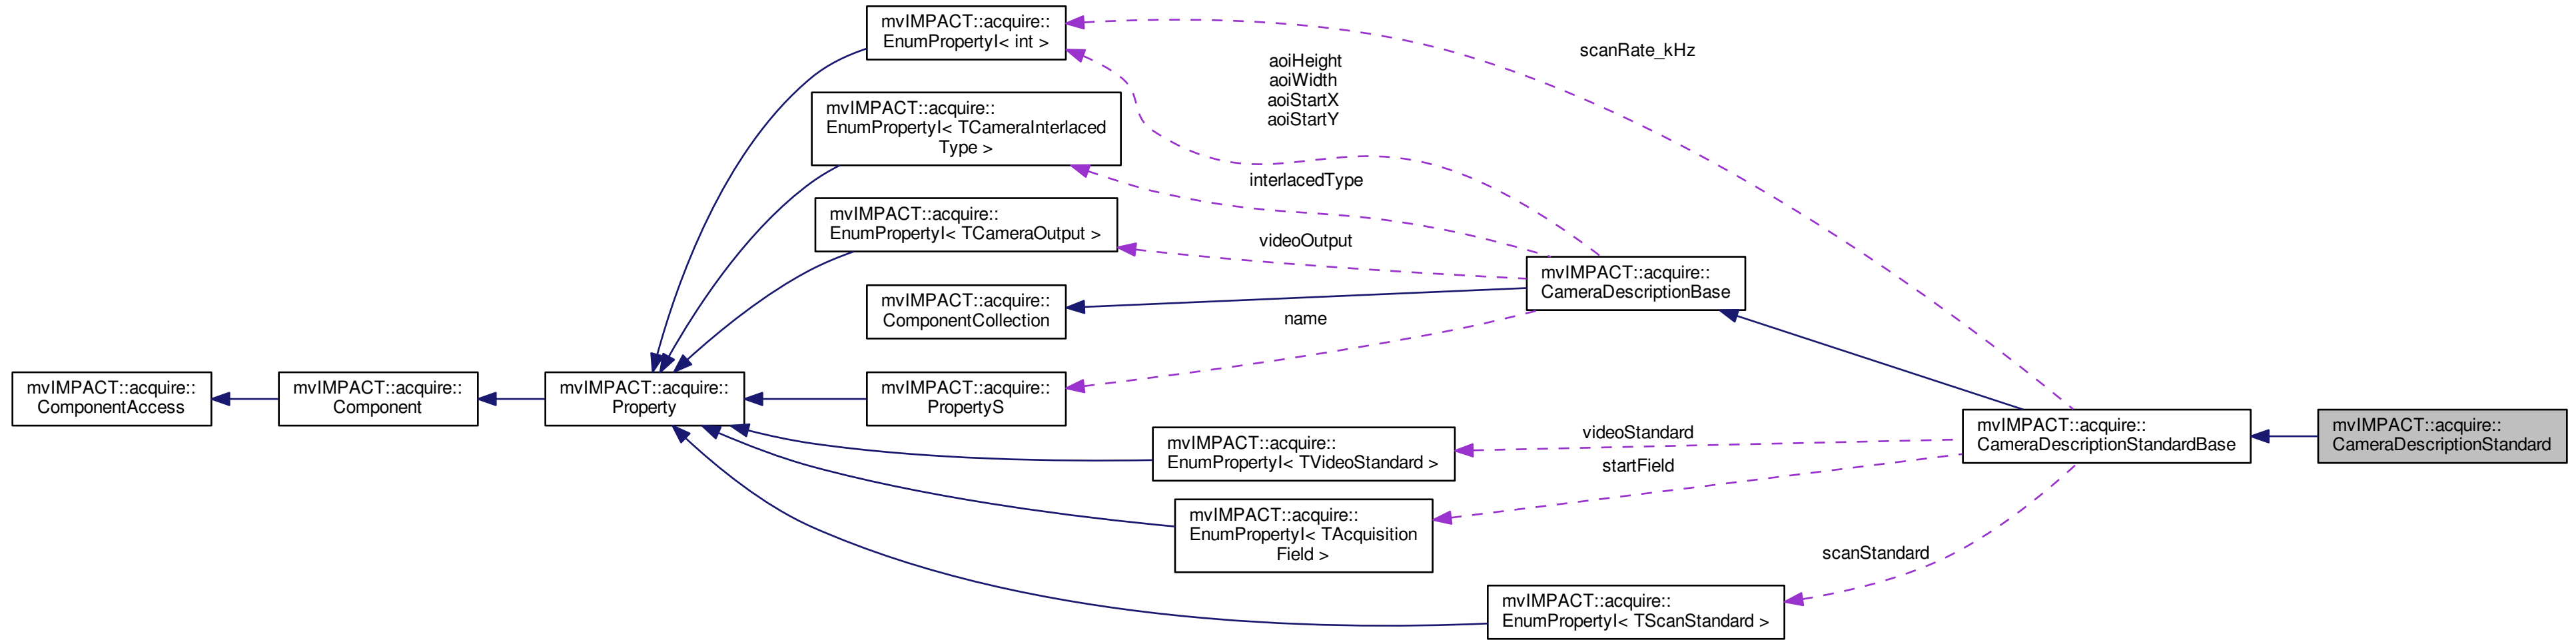 mvIMPACT::acquire::
EnumPropertyI< int >
scanRate_kHz
aoiHeight
aoiWidth
aoiStartX
aoiStartY
mvIMPACT::acquire::
EnumPropertyI< TCameraInterlaced
Type >
interlacedType
mvIMPACT::acquire::
EnumPropertyI< TCameraOutput >
videoOutput
mvIMPACT::acquire::
CameraDescriptionBase
mvIMPACT::acquire::
ComponentCollection
name
mvIMPACT::acquire::
ComponentAccess
mvIMPACT::acquire::
Component
mvIMPACT::acquire::
Property
mvIMPACT::acquire::
PropertyS
mvIMPACT::acquire::
EnumPropertyI< TVideoStandard >
videoStandard
startField
mvIMPACT::acquire::
CameraDescriptionStandardBase
mvIMPACT::acquire::
CameraDescriptionStandard
mvIMPACT::acquire::
EnumPropertyI< TAcquisition
Field >
scanStandard
mvIMPACT::acquire::
EnumPropertyI< TScanStandard >